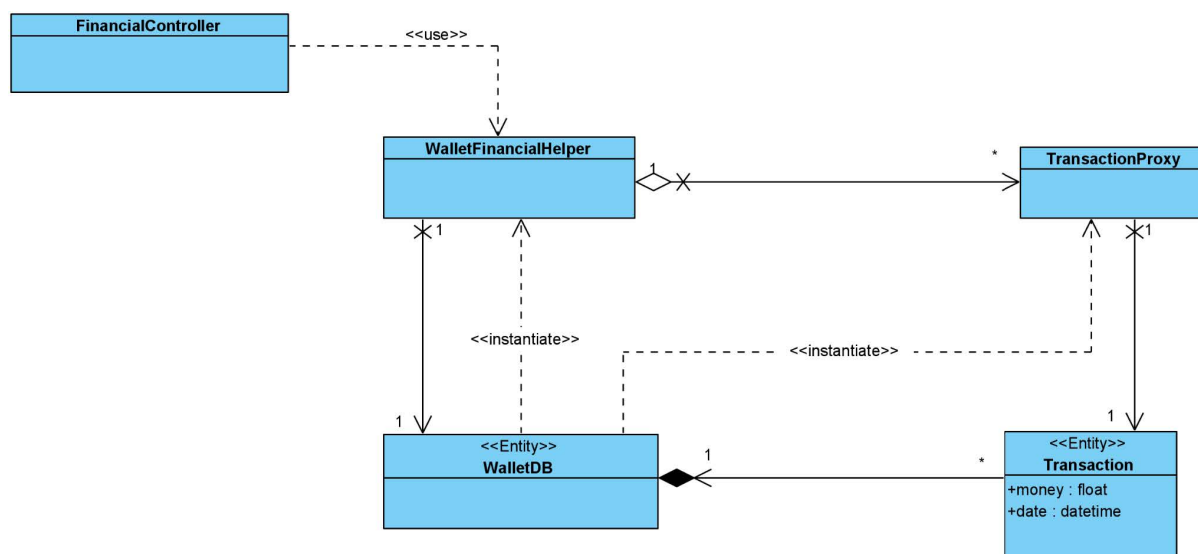 FinancialController
<<use>>
WalletFinancialHelper
1
*
TransactionProxy
1
1
<<instantiate>>
<<instantiate>>
1
1
<<Entity>>
WalletDB
1
*
<<Entity>>
Transaction
+money : float
+date : datetime